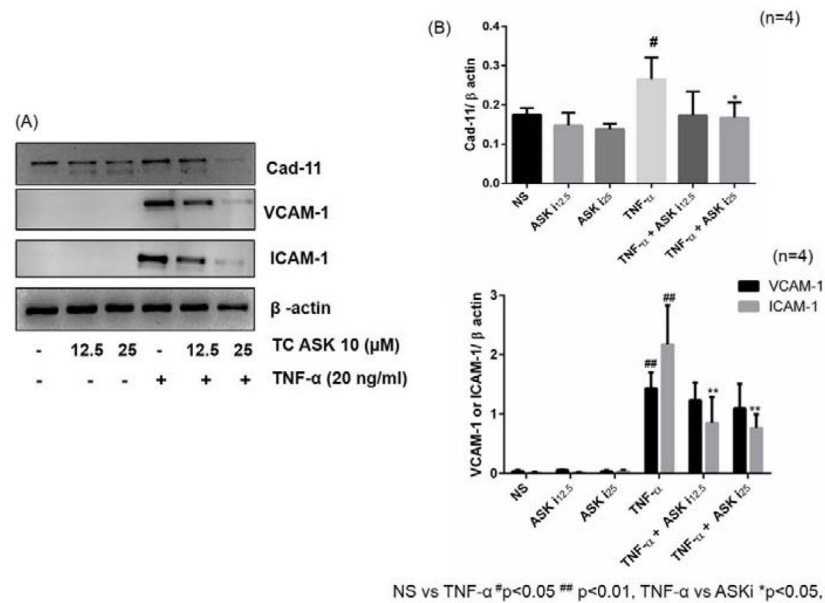 (A)
Cad-11
VCAM-1
ICAM-1
β -actin
- 12.5 25 - 12.5 25 TC ASK 10 (µM)
- - - + + + TNF-α (20 ng/ml)
(B)
(n=4)
Cad-11/ β actin
0.4
0.3
0.2
0.1
0.0
NS
ASK i12.5
ASK i25
TNF-α
TNF-α + ASK i12.5
TNF-α + ASK i25
#
*
(n=4)
VCAM-1
ICAM-1
VCAM-1 or ICAM-1/ β actin
3
2
1
0
NS
ASK i12.5
ASK i25
TNF-α
TNF-α + ASK i12.5
TNF-α + ASK i25
##
##
**
**
NS vs TNF-α #p<0.05 ## p<0.01, TNF-α vs ASKi *p<0.05,